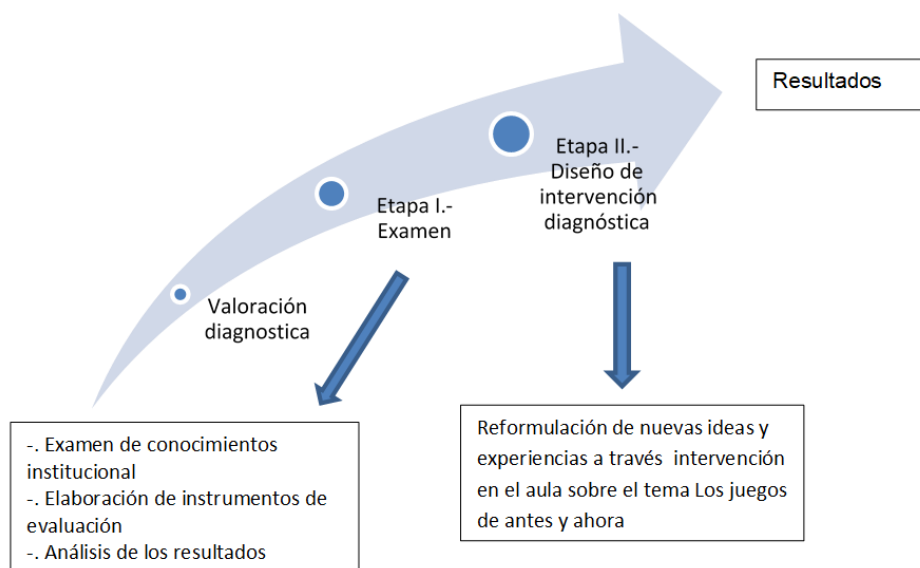 Resultados
Etapa II.-
Diseño de
intervención
diagnóstica
Etapa I.-
Examen
Valoración
diagnostica
-. Examen de conocimientos
institucional
-. Elaboración de instrumentos de
evaluación
-. Análisis de los resultados
Reformulación de nuevas ideas y
experiencias a través intervención
en el aula sobre el tema Los juegos
de antes y ahora